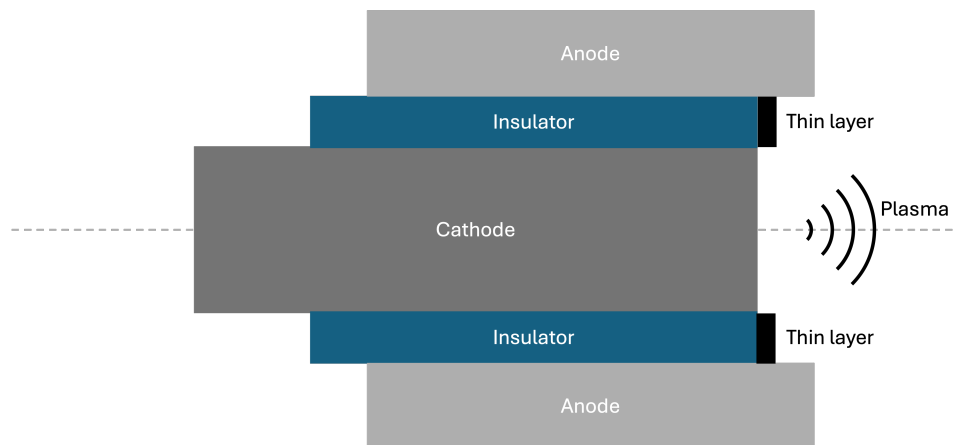 Anode
Insulator
Thin layer
Cathode
Plasma
Insulator
Thin layer
Anode